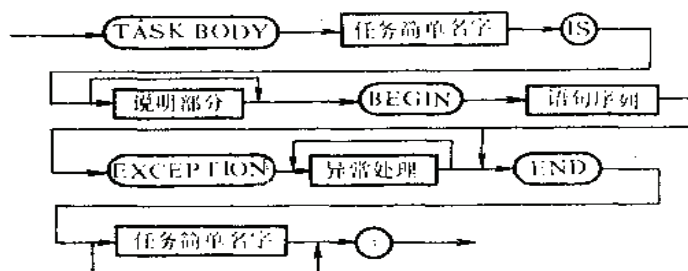 TASK BODY 任务简单名字 IS
说明部分 BEGIN 语句序列
EXCEPTION 异常处理 END
任务简单名字 ;